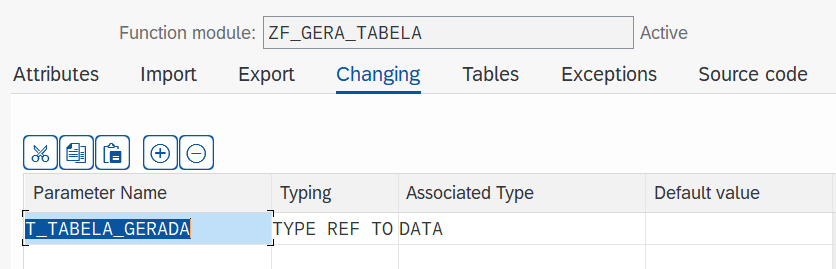 Function module: ZF_GERA_TABELA Active
Attributes Import Export Changing Tables Exceptions Source code
Parameter Name Typing Associated Type Default value
T_TABELA_GERADA TYPE REF TO DATA